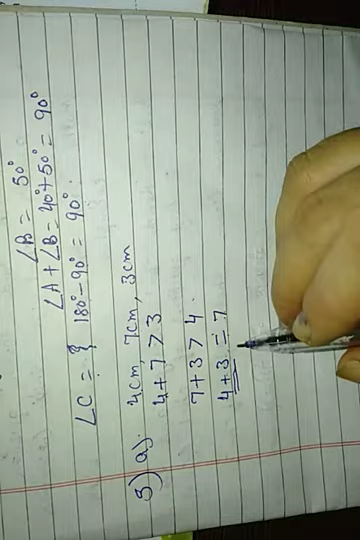 ∠B = 50°
∠A + ∠B = 40° + 50° = 90°
∠C = ? 180° - 90° = 90°.
3) a). 4cm, 7cm, 3cm
4 + 7 > 3
7 + 3 > 4.
4 + 3 = 7